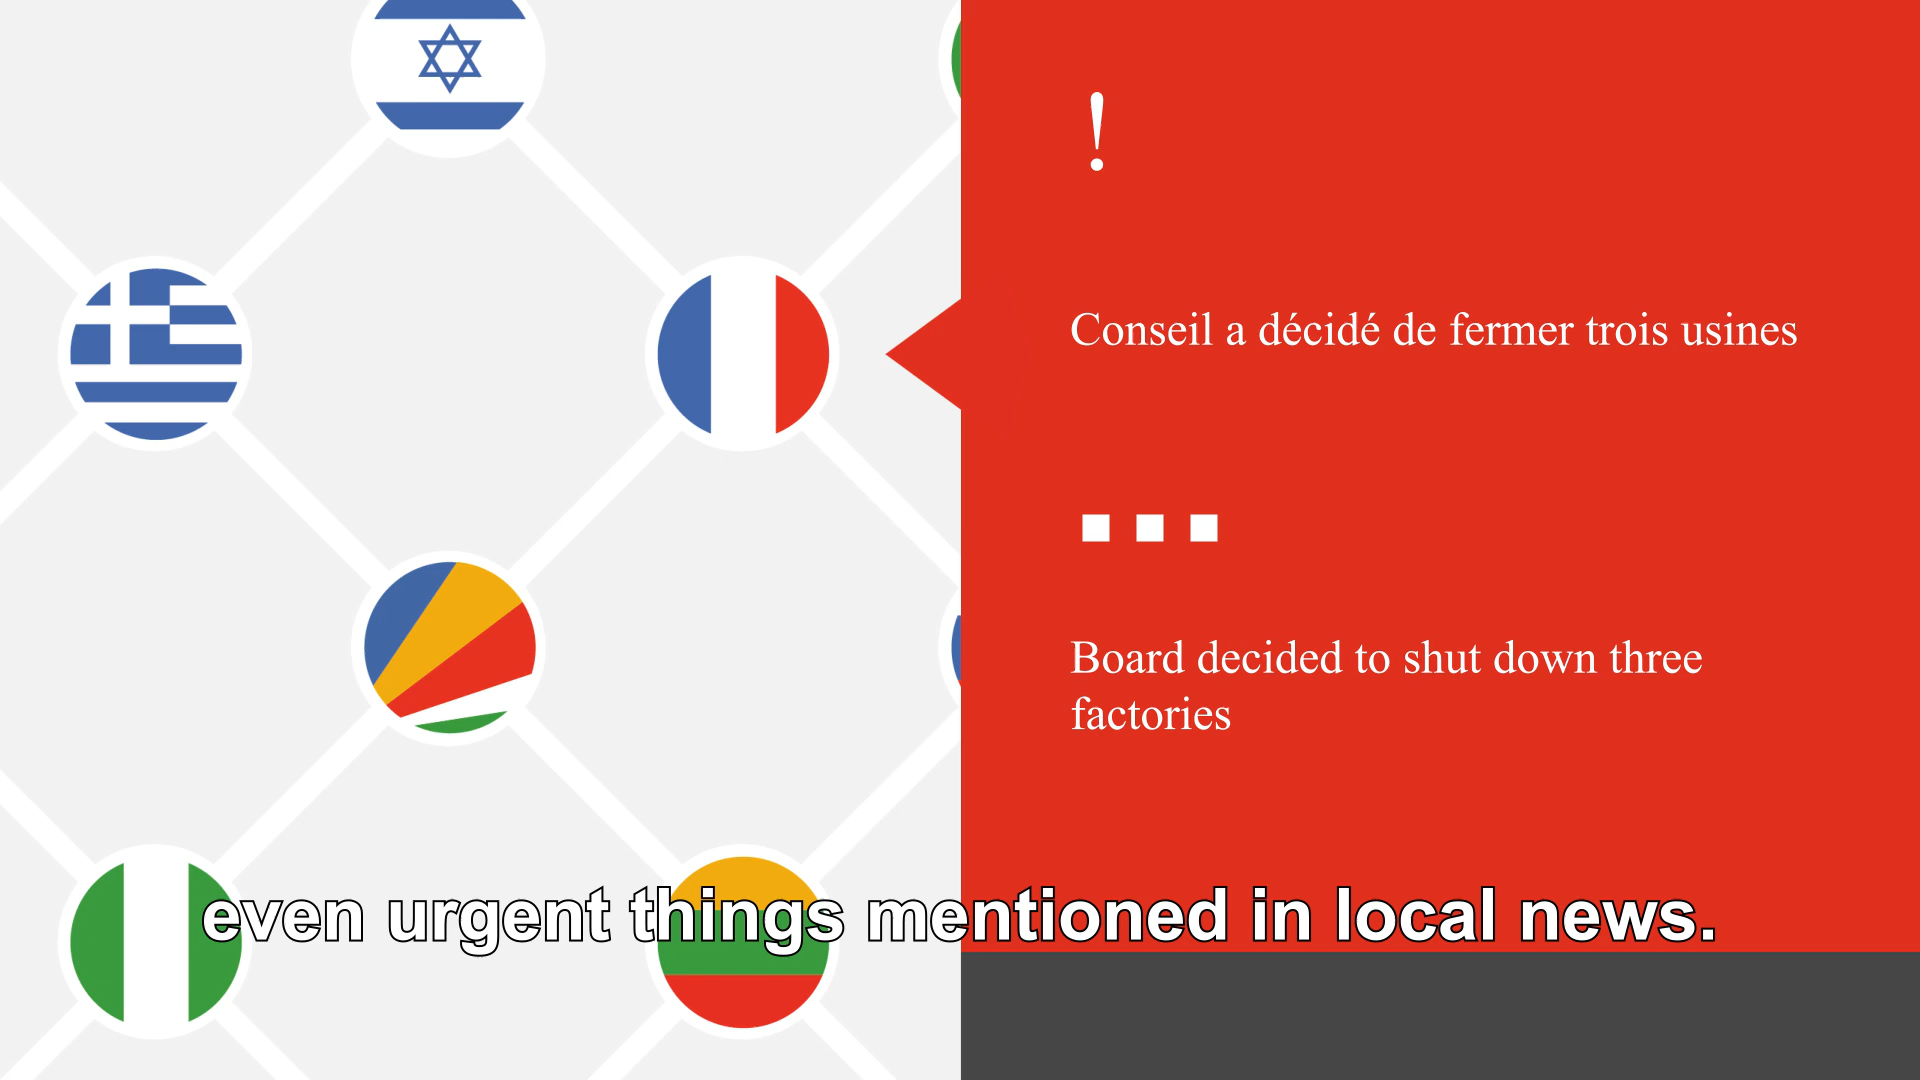 !
Conseil a décidé de fermer trois usines
...
Board decided to shut down three
factories
even urgent things mentioned in local news.